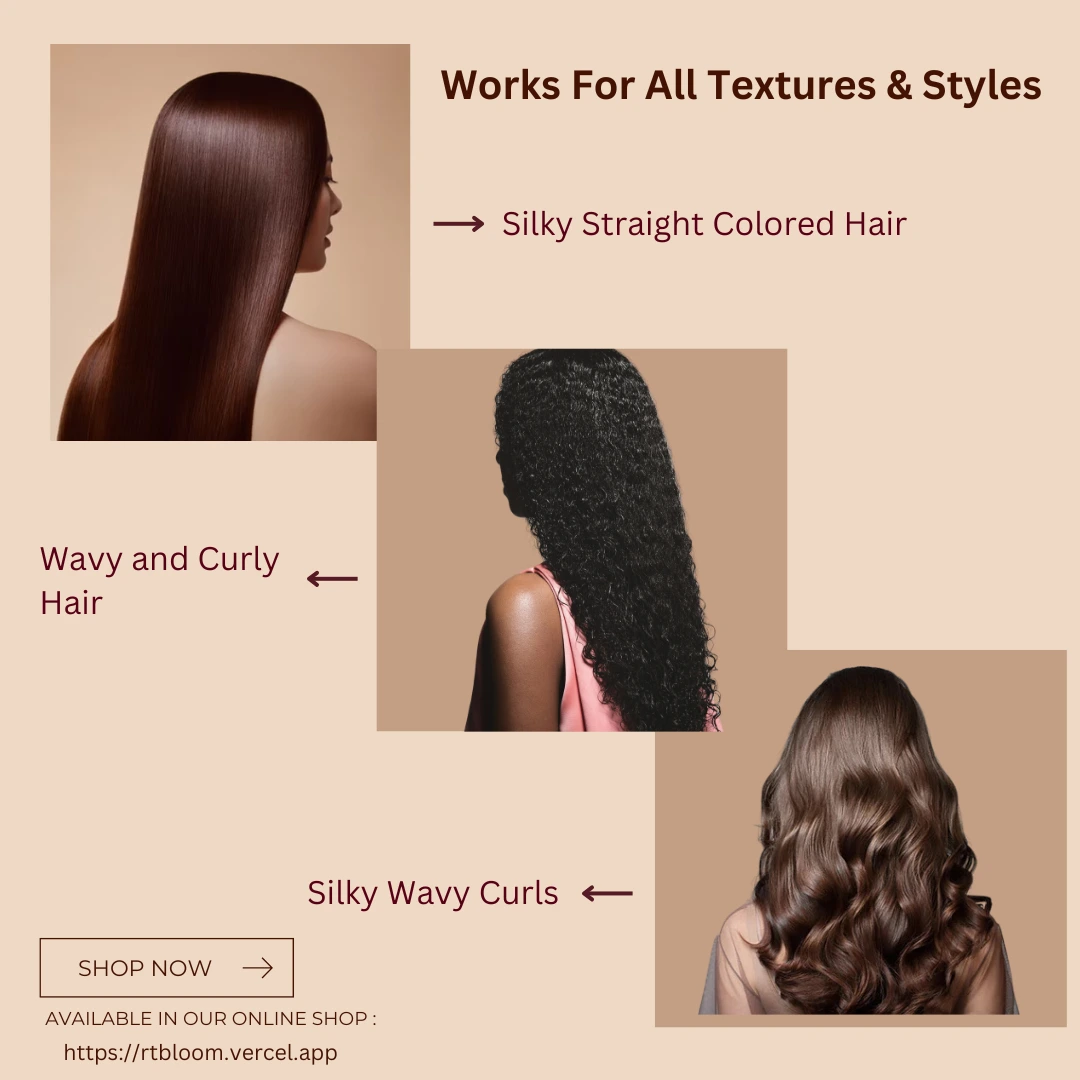 Works For All Textures & Styles
→ Silky Straight Colored Hair
Wavy and Curly ←
Hair
Silky Wavy Curls ←
SHOP NOW →
AVAILABLE IN OUR ONLINE SHOP :
https://rtbloom.vercel.app